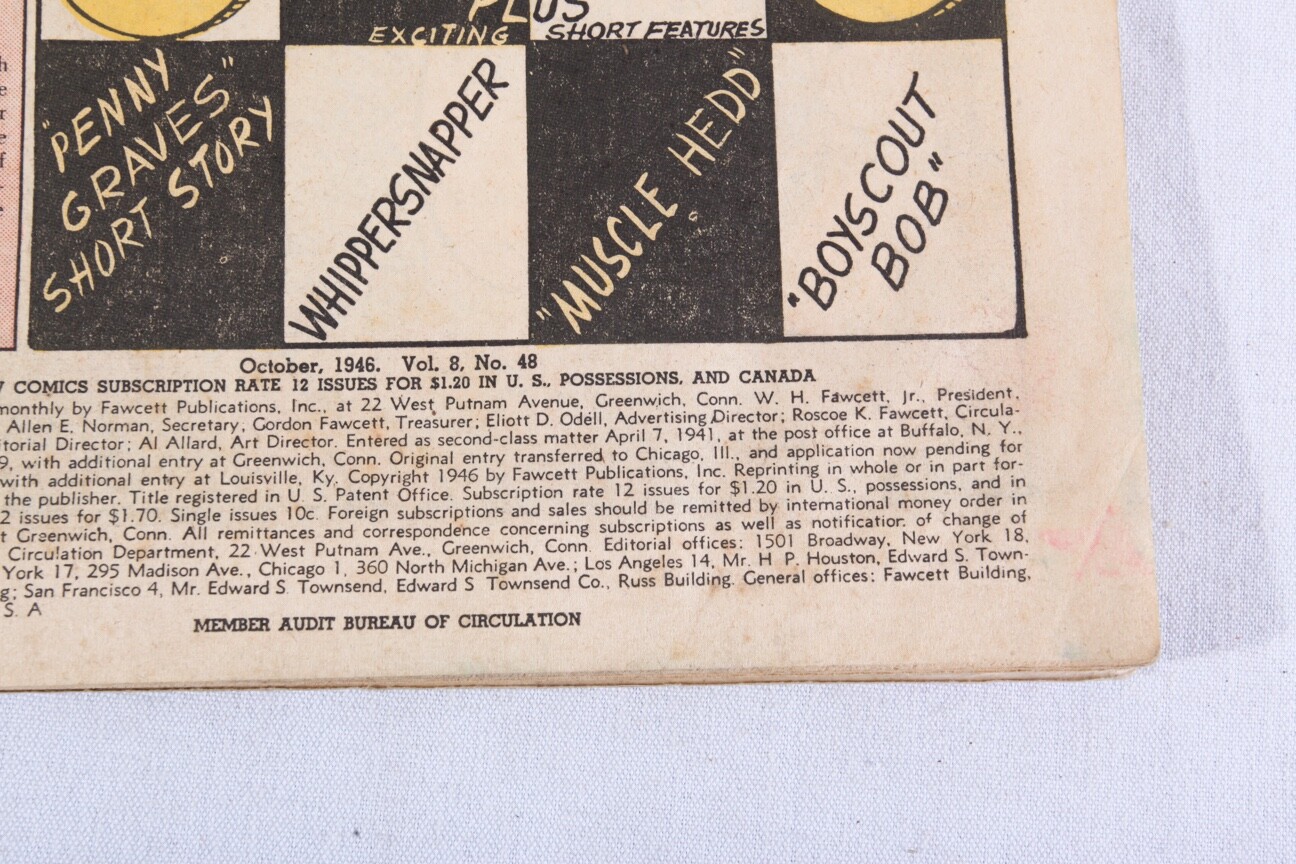 PLUS
EXCITING SHORT FEATURES
"PENNY
GRAVES"
SHORT STORY
WHIPPERSNAPPER
"MUSCLE HEDD"
"BOYSCOUT
BOB"
October, 1946. Vol. 8, No. 48
COMICS SUBSCRIPTION RATE 12 ISSUES FOR $1.20 IN U. S., POSSESSIONS, AND CANADA
monthly by Fawcett Publications, Inc., at 22 West Putnam Avenue, Greenwich, Conn. W. H. Fawcett, Jr., President,
Allen E. Norman, Secretary; Gordon Fawcett, Treasurer; Eliott D. Odell, Advertising Director; Roscoe K. Fawcett, Circula-
itorial Director; Al Allard, Art Director. Entered as second-class matter April 7, 1941, at the post office at Buffalo, N. Y.,
9, with additional entry at Greenwich, Conn. Original entry transferred to Chicago, Ill., and application now pending for
with additional entry at Louisville, Ky. Copyright 1946 by Fawcett Publications, Inc. Reprinting in whole or in part for-
the publisher. Title registered in U. S. Patent Office. Subscription rate 12 issues for $1.20 in U. S., possessions, and in
2 issues for $1.70. Single issues 10c. Foreign subscriptions and sales should be remitted by international money order in
t Greenwich, Conn. All remittances and correspondence concerning subscriptions as well as notification of change of
Circulation Department, 22 West Putnam Ave., Greenwich, Conn. Editorial offices: 1501 Broadway, New York 18,
York 17, 295 Madison Ave., Chicago 1, 360 North Michigan Ave.; Los Angeles 14, Mr. H. P. Houston, Edward S. Town-
g; San Francisco 4, Mr. Edward S. Townsend, Edward S. Townsend Co., Russ Building. General offices: Fawcett Building,
S. A
MEMBER AUDIT BUREAU OF CIRCULATION